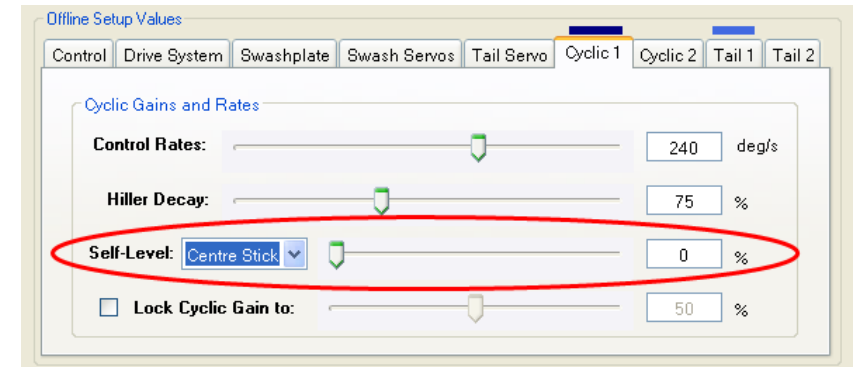 Offline Setup Values
Control Drive System Swashplate Swash Servos Tail Servo Cyclic 1 Cyclic 2 Tail 1 Tail 2
Cyclic Gains and Rates
Control Rates: 240 deg/s
Hiller Decay: 75 %
Self-Level: Centre Stick 0 %
Lock Cyclic Gain to: 50 %